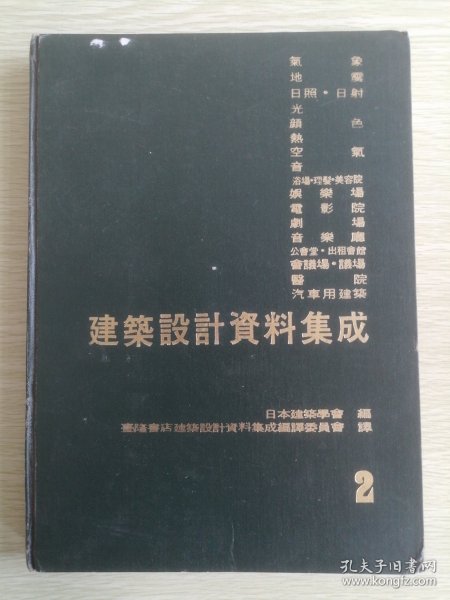 氣象
地震
日照・日射
光
顏色
熱
空氣
音
浴場・理髮・美容院
娛樂場
電影院
劇場
音樂廳
公會堂・出租會館
會議場・議場
醫院
汽車用建築
建築設計資料集成
日本建築學會 編
臺隆書店建築設計資料集成編譯委員會 譯
2
孔夫子旧书网
www.kongfz.com